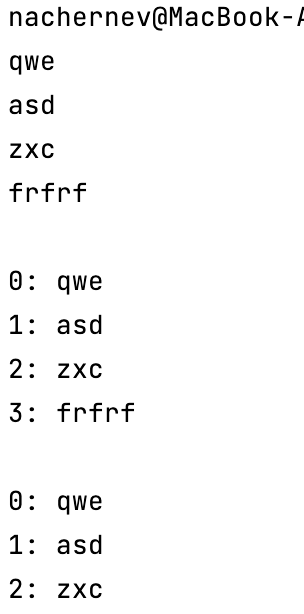 nachernev@MacBook-A
qwe
asd
zxc
frfrf

0: qwe
1: asd
2: zxc
3: frfrf

0: qwe
1: asd
2: zxc